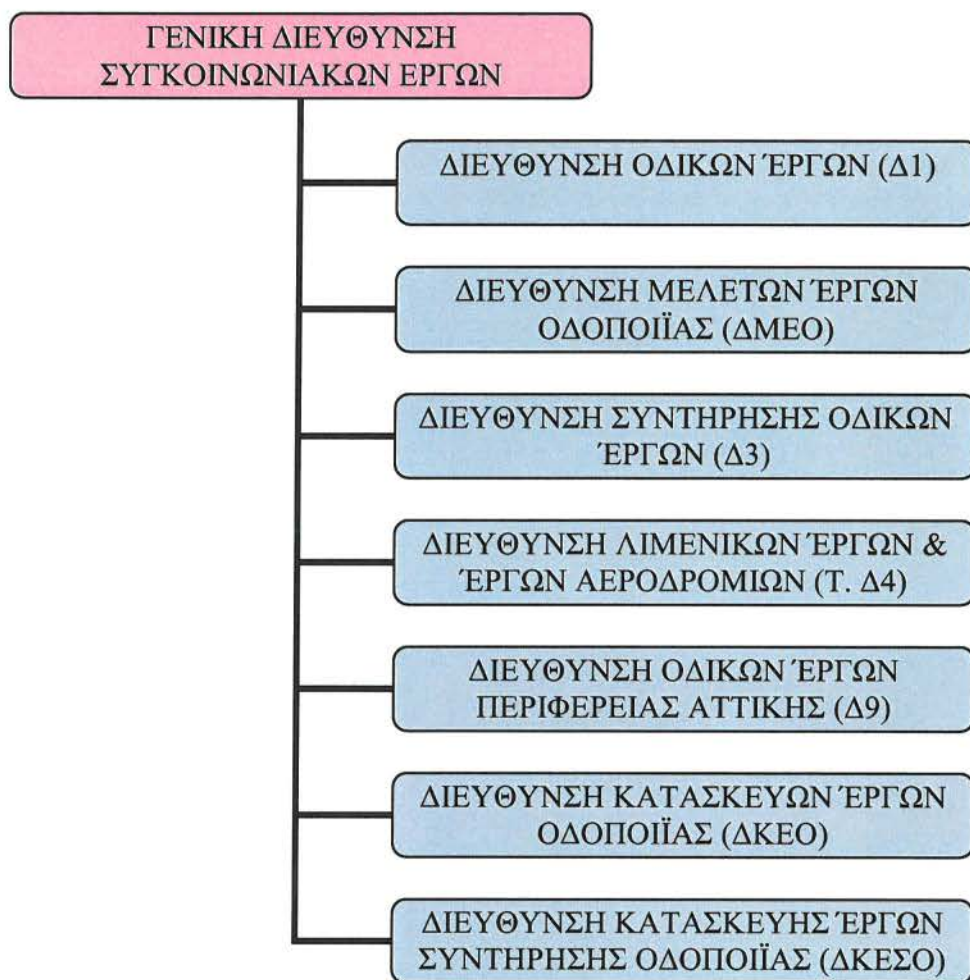 ΓΕΝΙΚΗ ΔΙΕΥΘΥΝΣΗ
ΣΥΓΚΟΙΝΩΝΙΑΚΩΝ ΕΡΓΩΝ
ΔΙΕΥΘΥΝΣΗ ΟΔΙΚΩΝ ΈΡΓΩΝ (Δ1)
ΔΙΕΥΘΥΝΣΗ ΜΕΛΕΤΩΝ ΈΡΓΩΝ
ΟΔΟΠΟΙΪΑΣ (ΔΜΕΟ)
ΔΙΕΥΘΥΝΣΗ ΣΥΝΤΗΡΗΣΗΣ ΟΔΙΚΩΝ
ΈΡΓΩΝ (Δ3)
ΔΙΕΥΘΥΝΣΗ ΛΙΜΕΝΙΚΩΝ ΈΡΓΩΝ &
ΈΡΓΩΝ ΑΕΡΟΔΡΟΜΙΩΝ (Τ. Δ4)
ΔΙΕΥΘΥΝΣΗ ΟΔΙΚΩΝ ΈΡΓΩΝ
ΠΕΡΙΦΕΡΕΙΑΣ ΑΤΤΙΚΗΣ (Δ9)
ΔΙΕΥΘΥΝΣΗ ΚΑΤΑΣΚΕΥΩΝ ΈΡΓΩΝ
ΟΔΟΠΟΙΪΑΣ (ΔΚΕΟ)
ΔΙΕΥΘΥΝΣΗ ΚΑΤΑΣΚΕΥΗΣ ΈΡΓΩΝ
ΣΥΝΤΗΡΗΣΗΣ ΟΔΟΠΟΙΪΑΣ (ΔΚΕΣΟ)